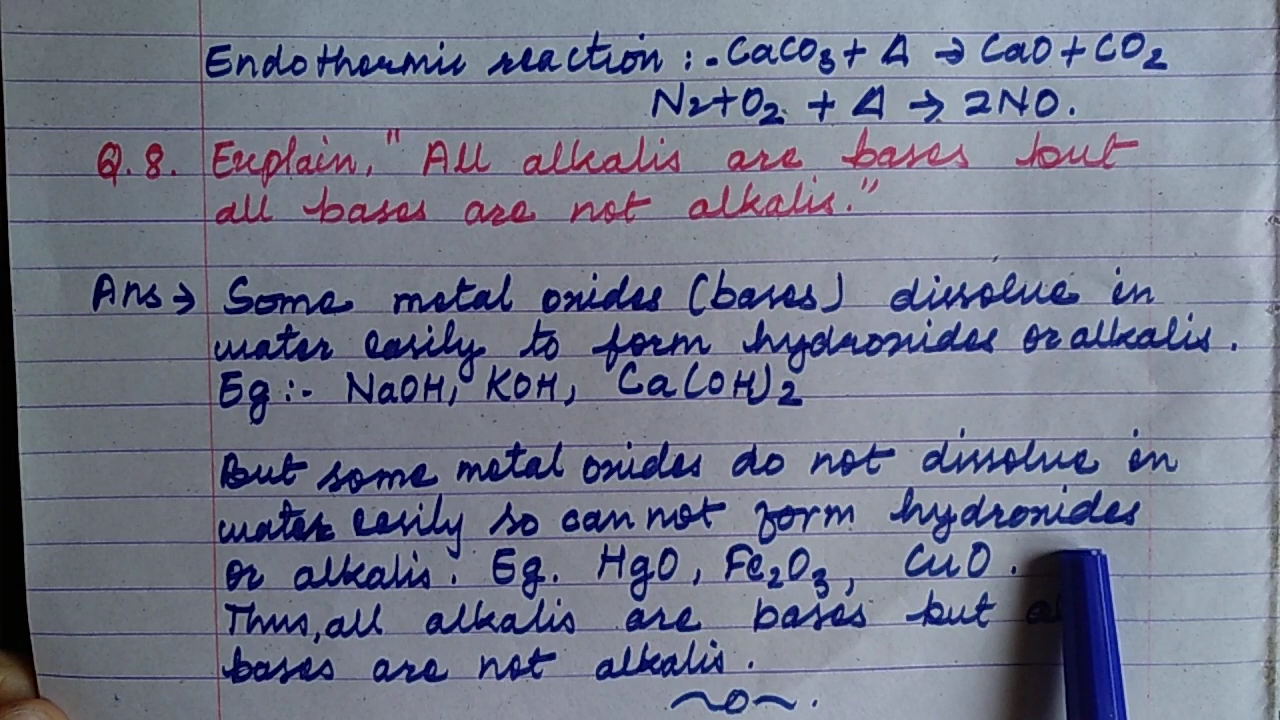 Endothermic reaction :- CaCO3 + Δ → CaO + CO2
N2 + O2 + Δ → 2NO.
Q.8. Explain, "All alkalis are bases but
all bases are not alkalis."
Ans → Some metal oxides (bases) dissolve in
water easily to form hydroxides or alkalis.
Eg :- NaOH, KOH, Ca(OH)2
But some metal oxides do not dissolve in
water easily so can not form hydroxides
or alkalis. Eg. HgO, Fe2O3, CuO.
Thus, all alkalis are bases but
bases are not alkalis.